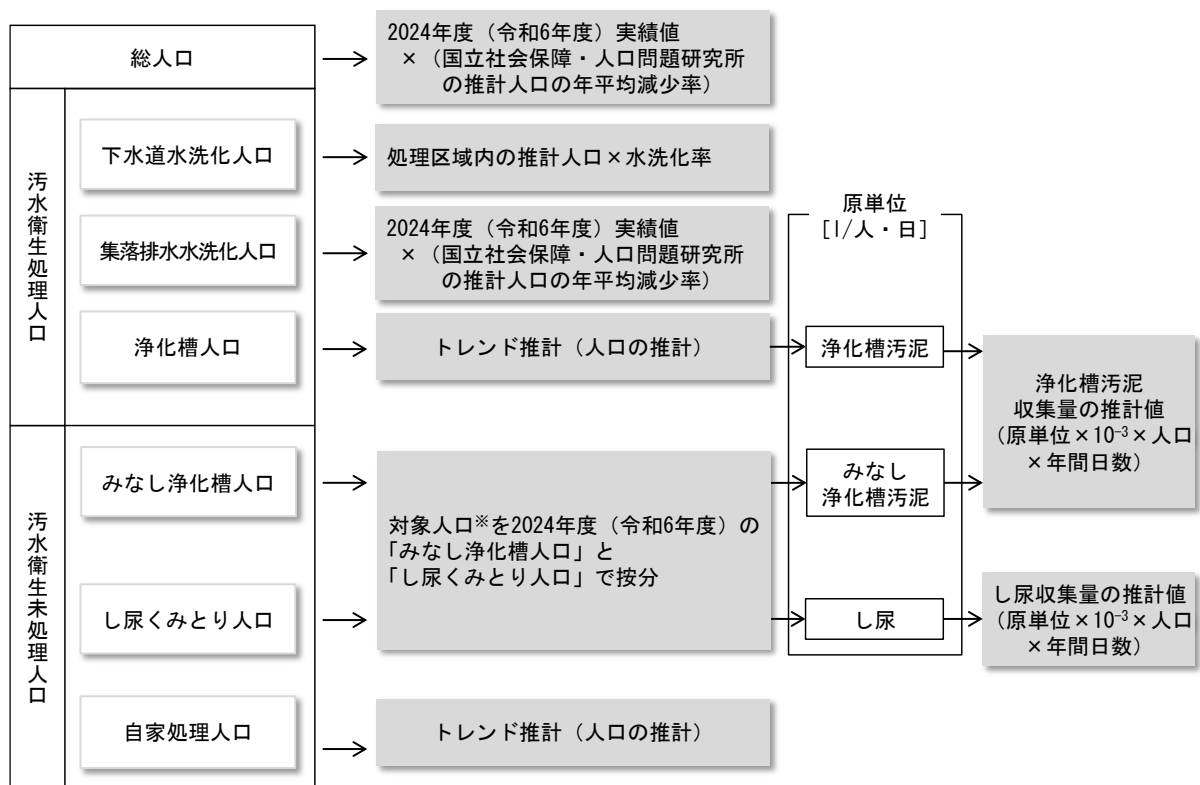 総人口
2024年度（令和6年度）実績値
×（国立社会保障・人口問題研究所
の推計人口の年平均減少率）
汚水衛生処理人口
下水道水洗化人口
処理区域内の推計人口×水洗化率
集落排水水洗化人口
2024年度（令和6年度）実績値
×（国立社会保障・人口問題研究所
の推計人口の年平均減少率）
浄化槽人口
トレンド推計（人口の推計）
原単位
[l/人・日]
浄化槽汚泥
浄化槽汚泥
収集量の推計値
（原単位×10⁻³×人口
×年間日数）
汚水衛生未処理人口
みなし浄化槽人口
対象人口※を2024年度（令和6年度）の
「みなし浄化槽人口」と
「し尿くみとり人口」で按分
みなし
浄化槽汚泥
し尿くみとり人口
し尿
し尿収集量の推計値
（原単位×10⁻³×人口
×年間日数）
自家処理人口
トレンド推計（人口の推計）